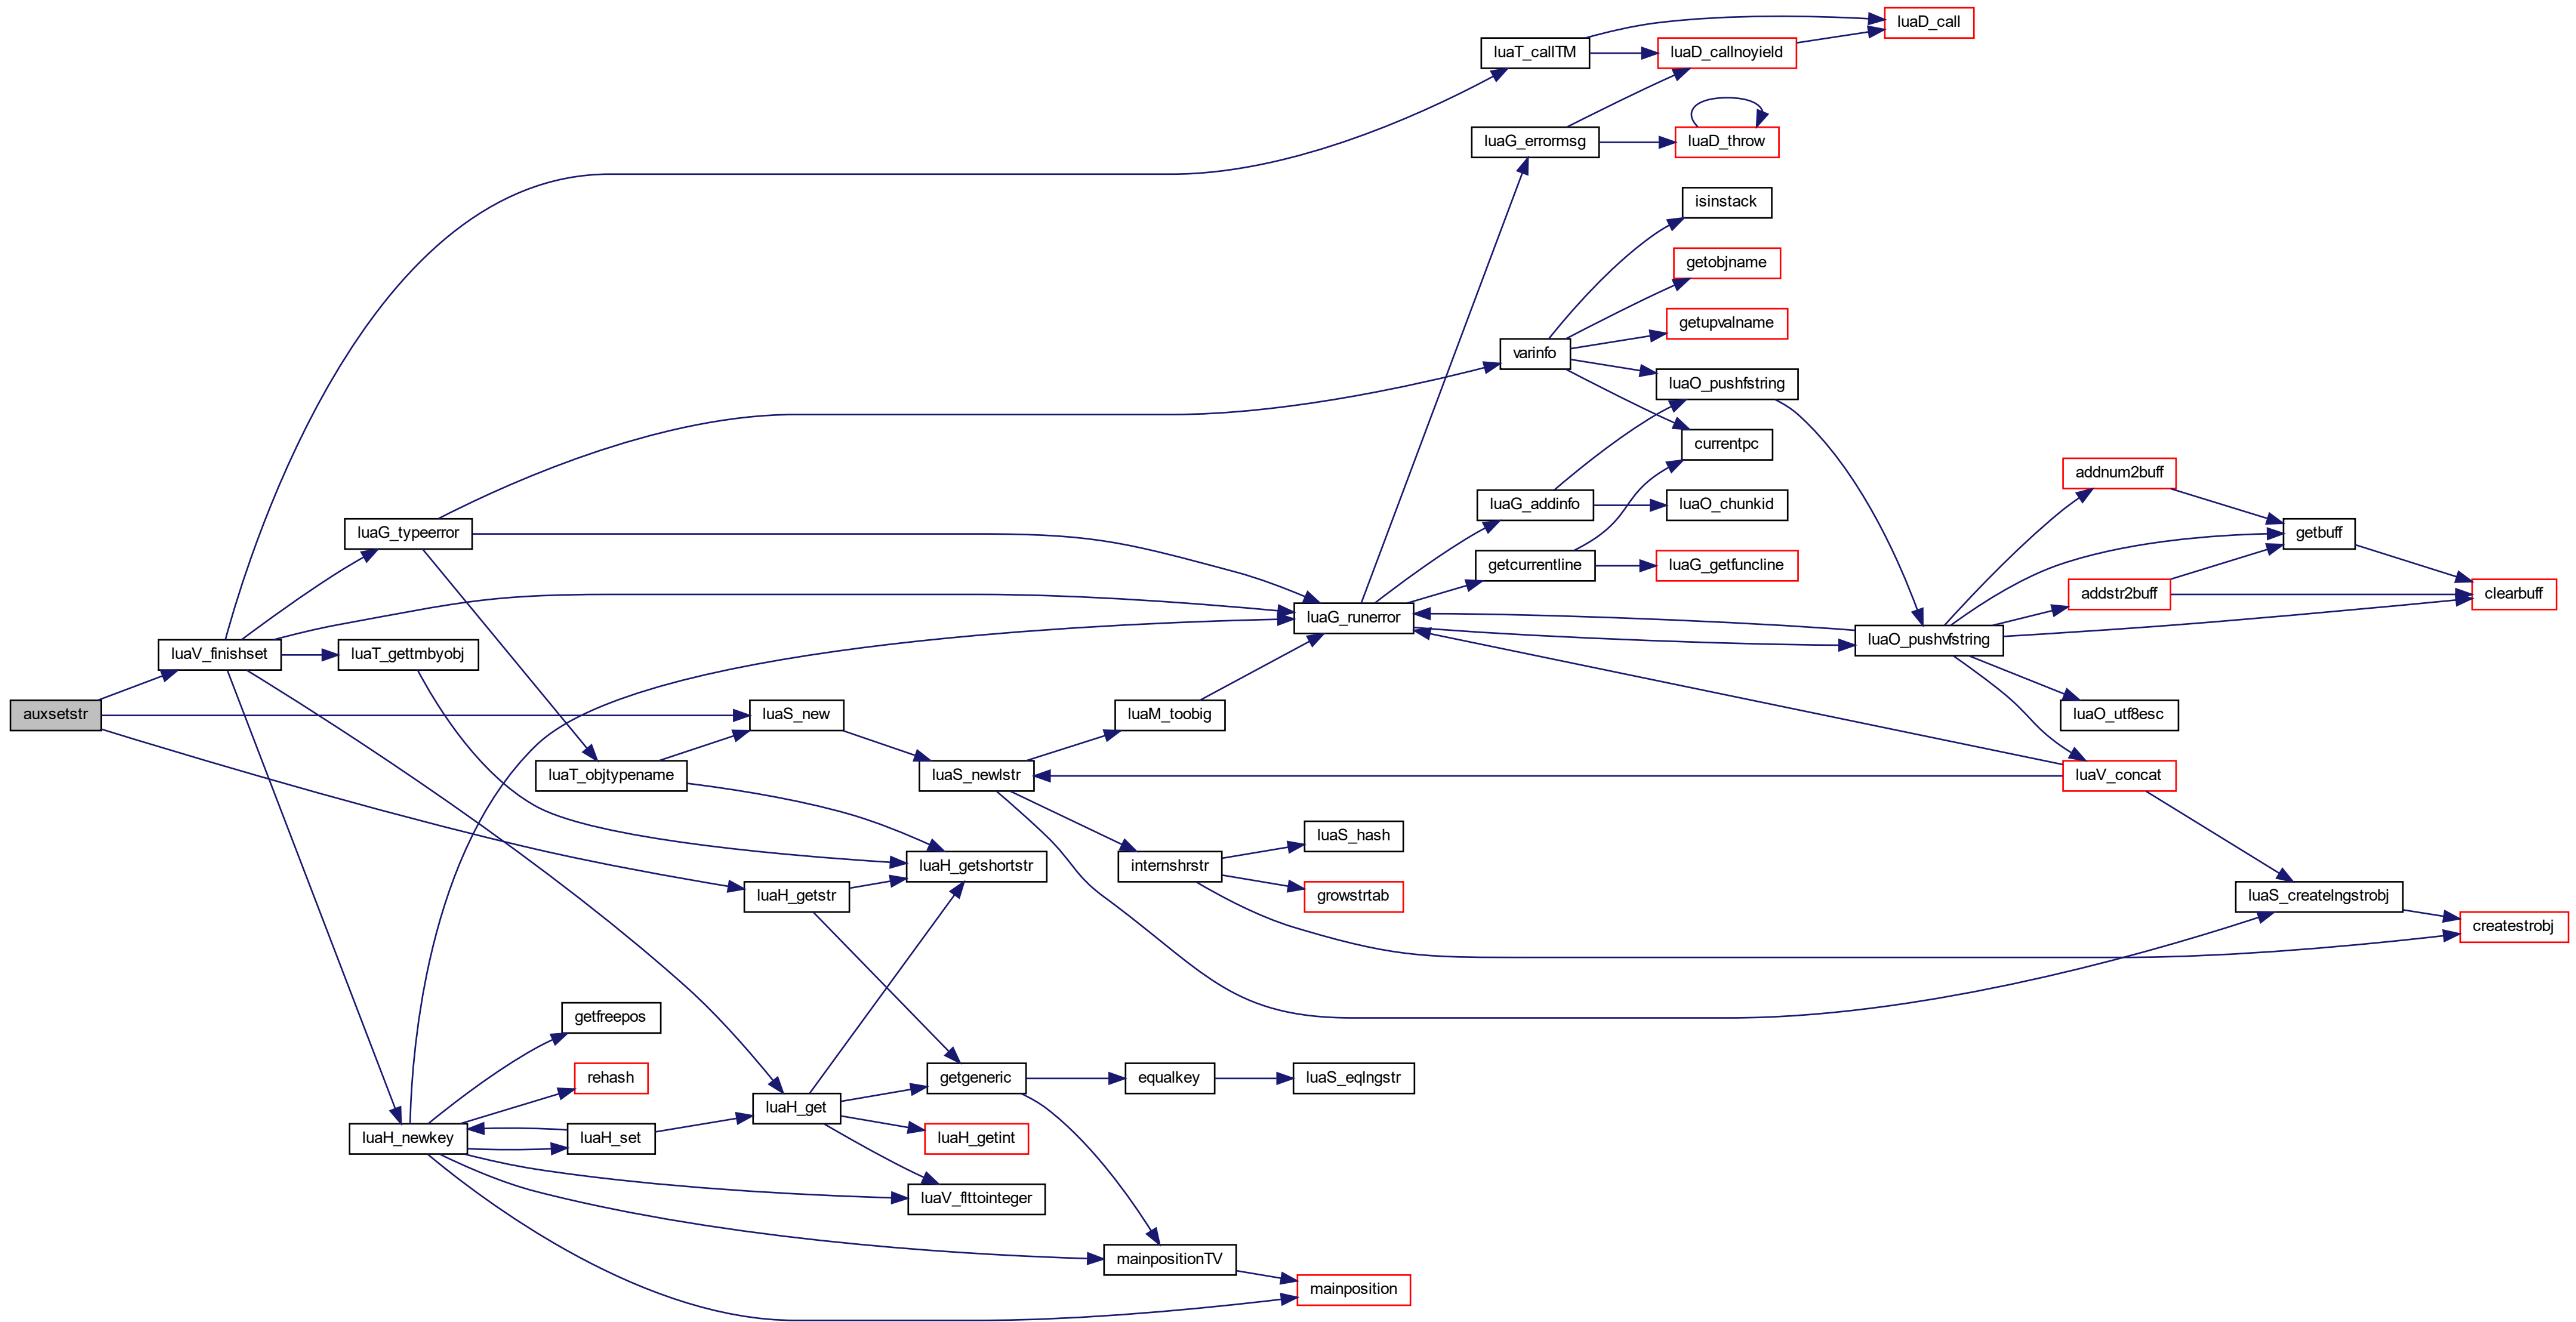 luaD_call
luaT_callTM
luaD_callnoyield
luaG_errormsg
luaD_throw
isinstack
getobjname
getupvalname
varinfo
luaO_pushfstring
currentpc
addnum2buff
luaG_addinfo
luaO_chunkid
luaG_typeerror
getbuff
getcurrentline
luaG_getfuncline
addstr2buff
clearbuff
luaG_runerror
luaO_pushvfstring
luaV_finishset
luaT_gettmbyobj
auxsetstr
luaS_new
luaM_toobig
luaO_utf8esc
luaT_objtypename
luaS_newlstr
luaV_concat
luaS_hash
luaH_getshortstr
internshrstr
luaH_getstr
growstrtab
luaS_createlngstrobj
createstrobj
getfreepos
rehash
getgeneric
equalkey
luaS_eqlngstr
luaH_get
luaH_newkey
luaH_set
luaH_getint
luaV_flttointeger
mainpositionTV
mainposition